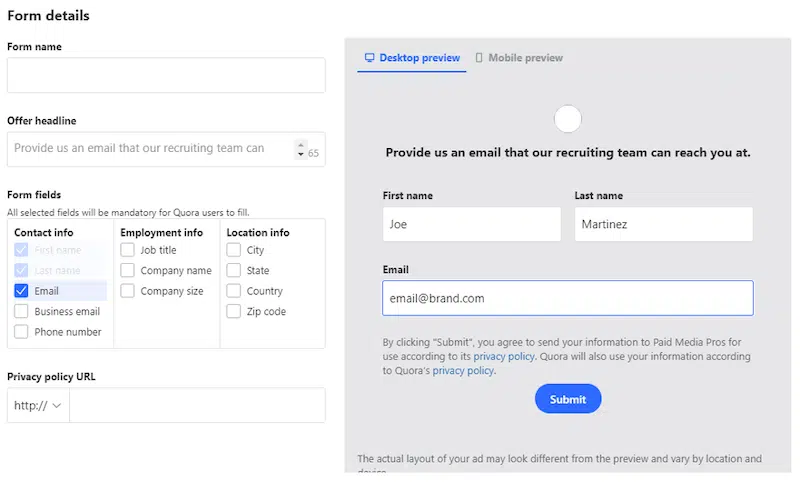 Form details
Form name
Offer headline
Provide us an email that our recruiting team can
65
Form fields
All selected fields will be mandatory for Quora users to fill.
Contact info
First name
Last name
Email
Business email
Phone number
Employment info
Job title
Company name
Company size
Location info
City
State
Country
Zip code
Privacy policy URL
http://
Desktop preview
Mobile preview
Provide us an email that our recruiting team can reach you at.
First name
Last name
Joe
Martinez
Email
email@brand.com
By clicking "Submit", you agree to send your information to Paid Media Pros for
use according to its privacy policy. Quora will also use your information according
to Quora's privacy policy.
Submit
The actual layout of your ad may look different from the preview and vary by location and
device